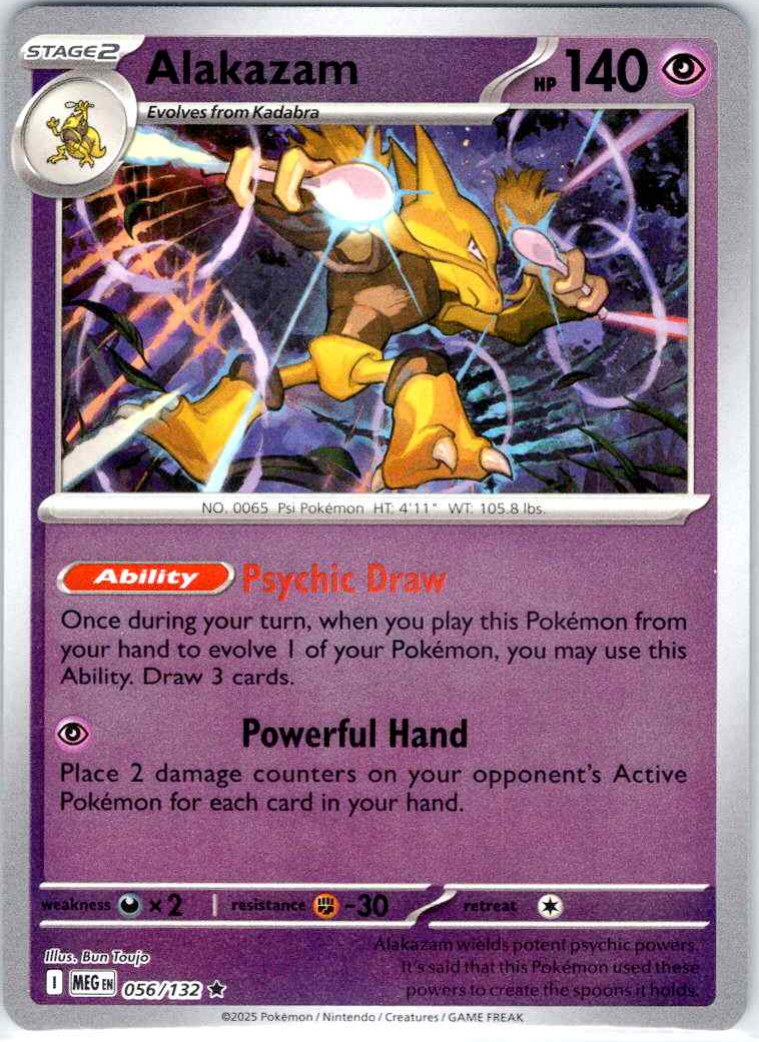 STAGE2
Alakazam
HP 140
Evolves from Kadabra
NO. 0065 Psi Pokémon HT: 4'11" WT: 105.8 lbs.
Ability Psychic Draw
Once during your turn, when you play this Pokémon from
your hand to evolve 1 of your Pokémon, you may use this
Ability. Draw 3 cards.
Powerful Hand
Place 2 damage counters on your opponent's Active
Pokémon for each card in your hand.
weakness ×2 resistance -30 retreat
Alakazam wields potent psychic powers.
It's said that this Pokémon used these
powers to create the spoons it holds.
Illus. Bun Toujo
I MEG EN 056/132
©2025 Pokémon / Nintendo / Creatures / GAME FREAK